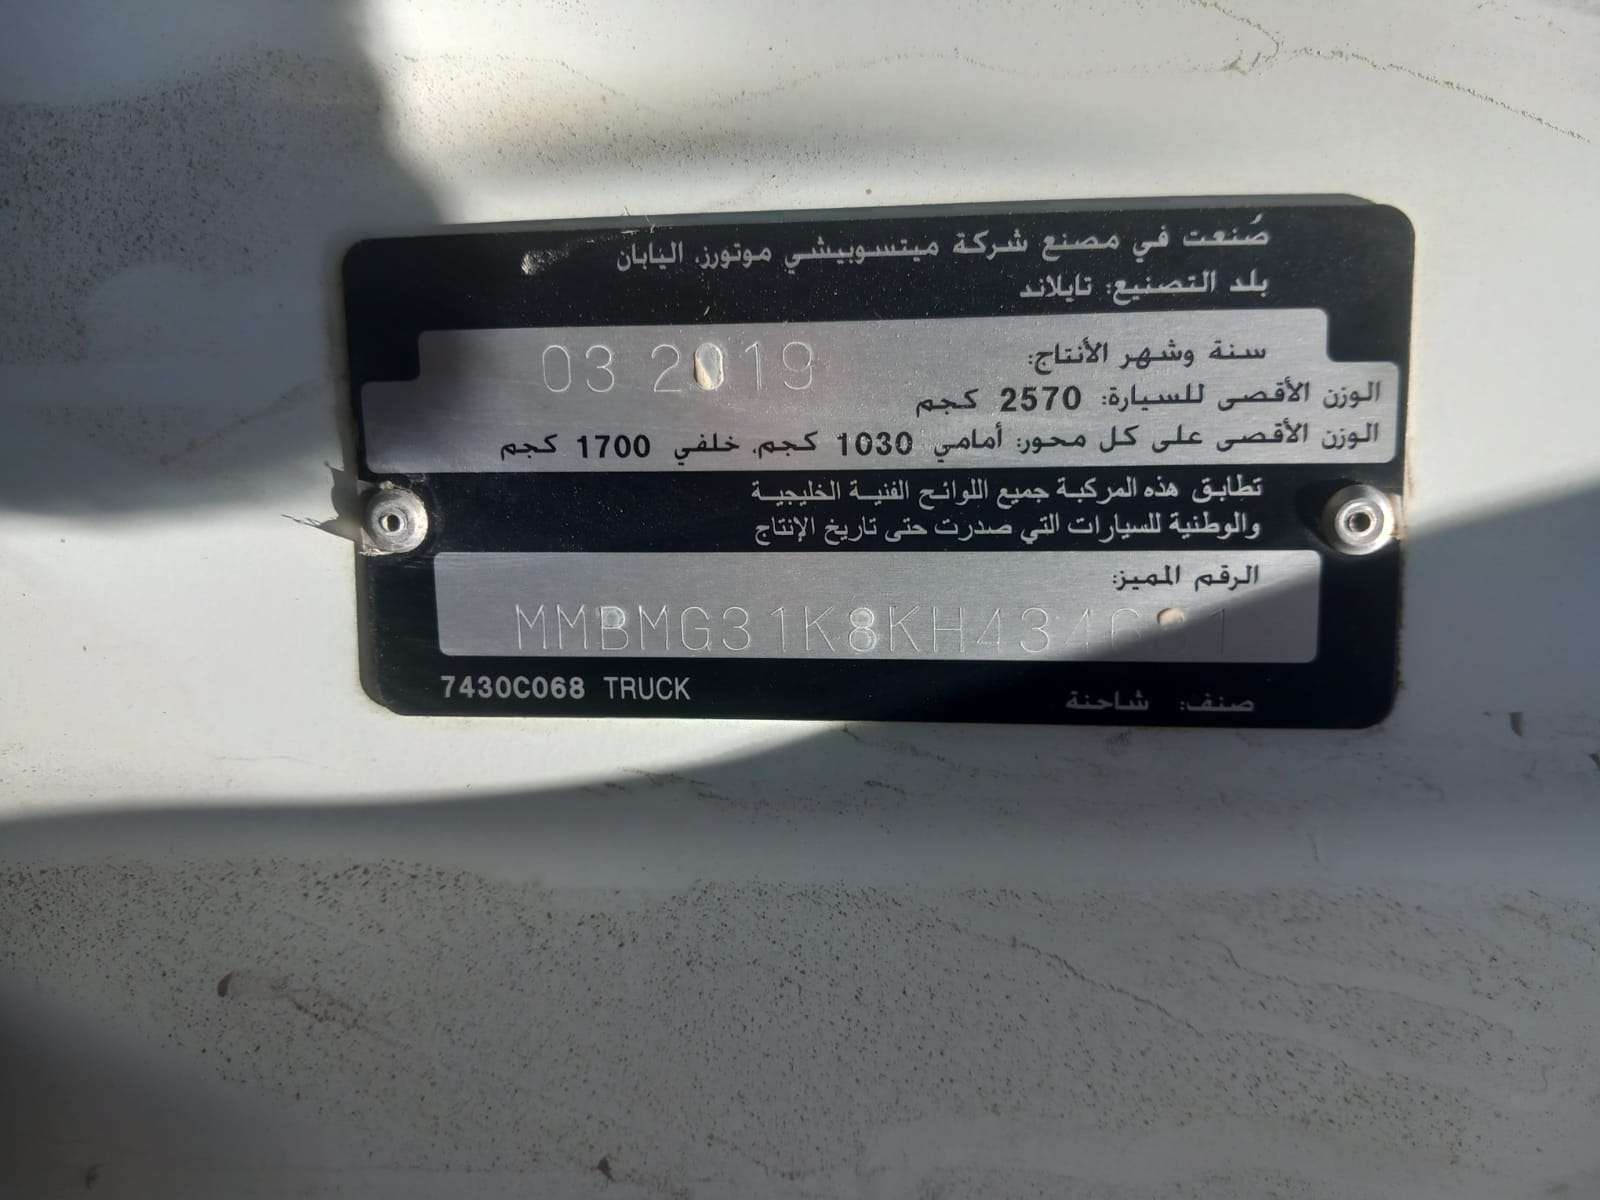 صُنعت في مصنع شركة ميتسوبيشي موتورز، اليابان
بلد التصنيع: تايلاند
سنة وشهر الأنتاج: 03 2019
الوزن الأقصى للسيارة: 2570 كجم
الوزن الأقصى على كل محور: أمامي 1030 كجم، خلفي 1700 كجم
تطابق هذه المركبة جميع اللوائح الفنية الخليجية
والوطنية للسيارات التي صدرت حتى تاريخ الإنتاج
الرقم المميز:
صنف: شاحنة 7430C068 TRUCK